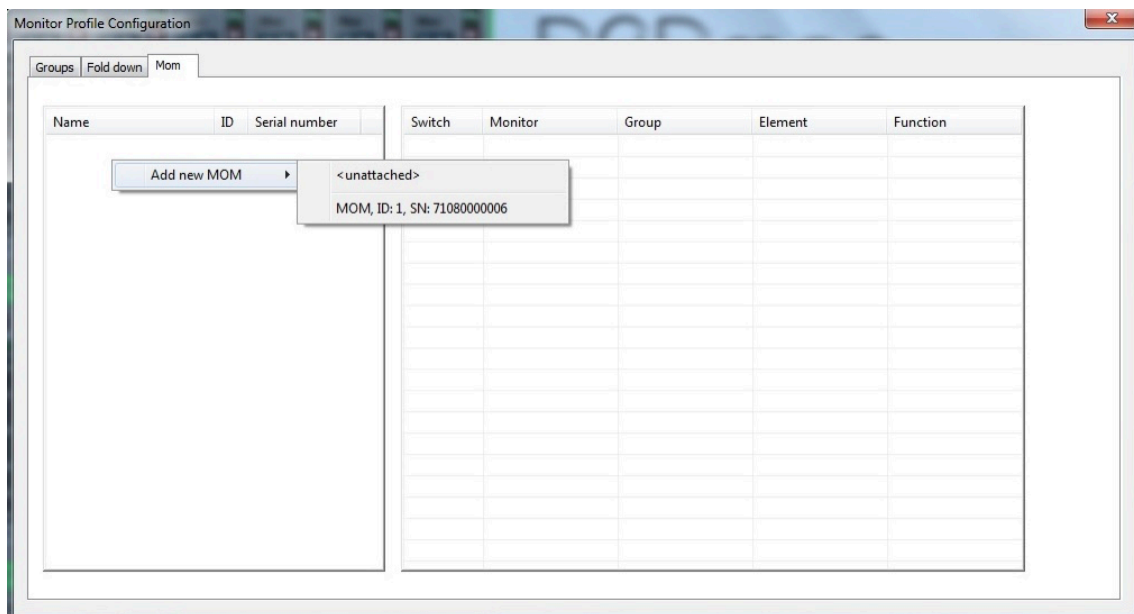 Monitor Profile Configuration
Groups Fold down Mom
Name ID Serial number Switch Monitor Group Element Function
Add new MOM <unattached>
MOM, ID: 1, SN: 71080000006